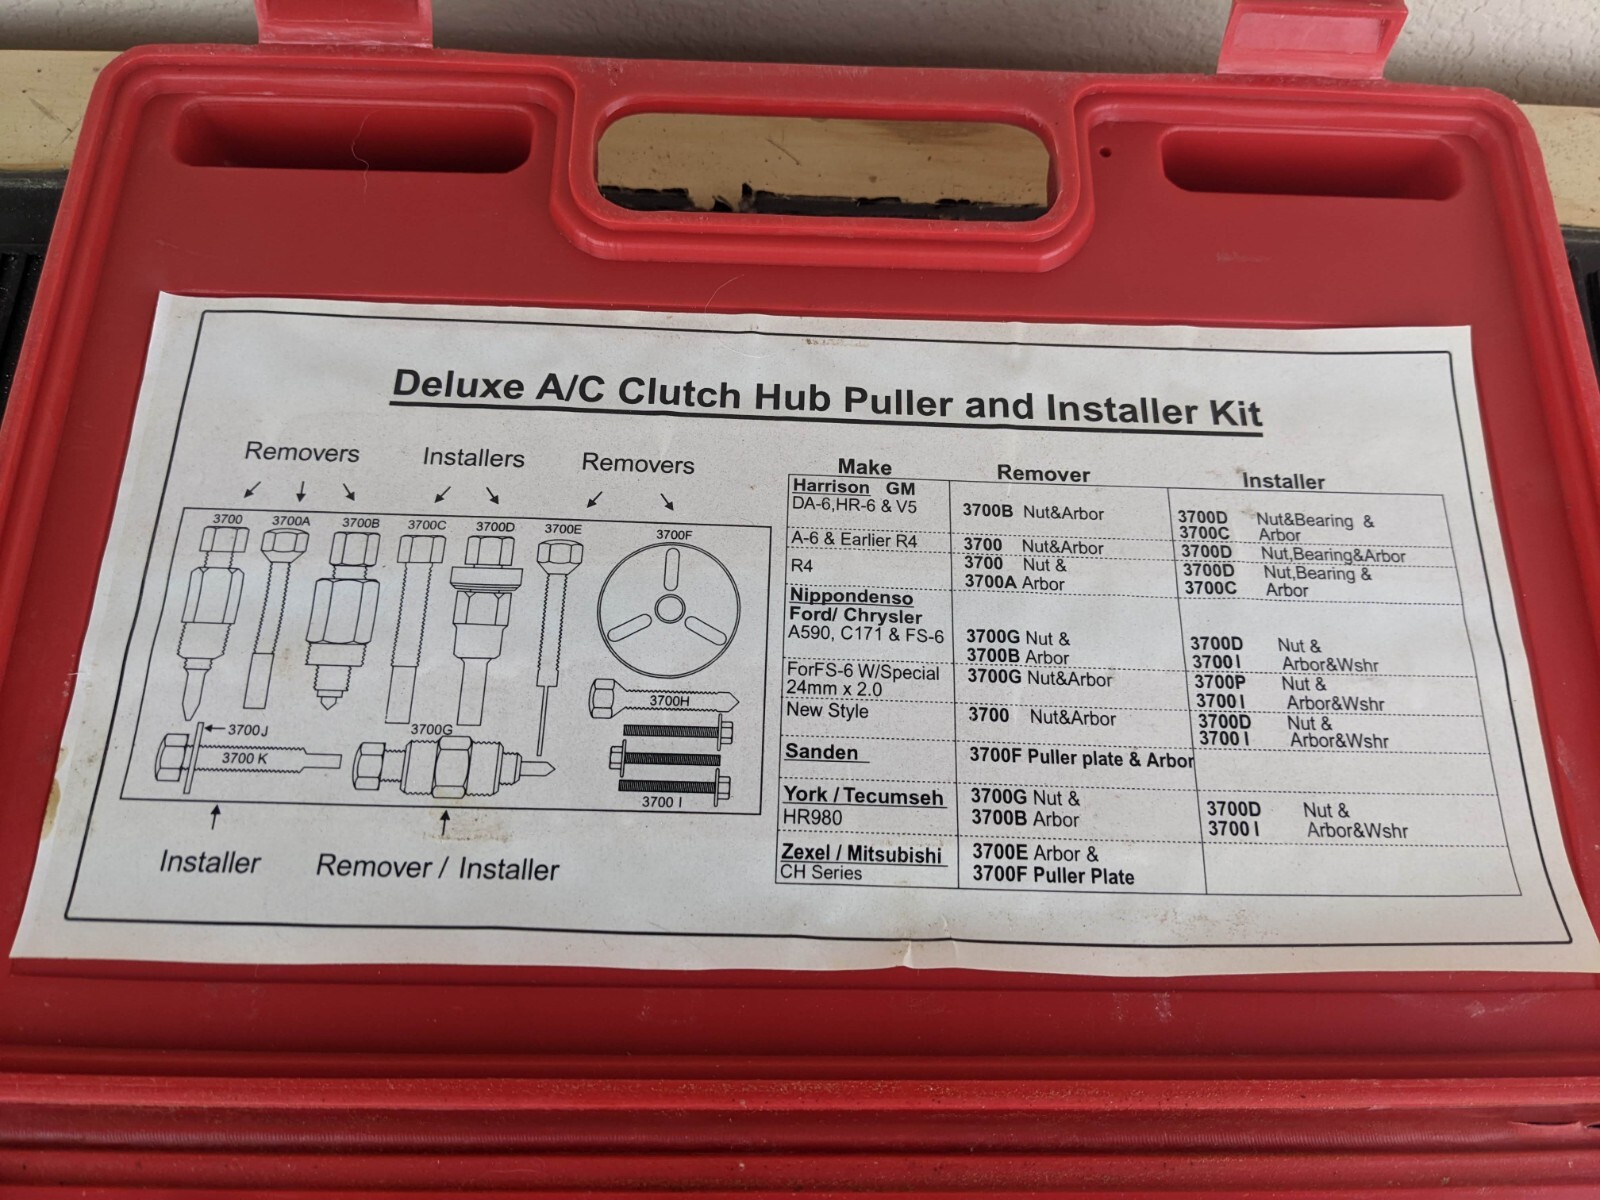 Deluxe A/C Clutch Hub Puller and Installer Kit
Removers
Installers
Removers
3700
3700A
3700B
3700C
3700D
3700E
3700F
3700H
3700J
3700 K
3700G
3700 I
Installer
Remover / Installer
Make Remover Installer
Harrison GM
DA-6,HR-6 & V5 3700B Nut&Arbor 3700D Nut&Bearing &
3700C Arbor
A-6 & Earlier R4 3700 Nut&Arbor 3700D Nut,Bearing&Arbor
R4 3700 Nut & 3700D Nut,Bearing &
3700A Arbor 3700C Arbor
Nippondenso
Ford/ Chrysler
A590, C171 & FS-6 3700G Nut & 3700D Nut &
3700B Arbor 3700 I Arbor&Wshr
ForFS-6 W/Special 3700G Nut&Arbor 3700P Nut &
24mm x 2.0 3700 I Arbor&Wshr
New Style 3700 Nut&Arbor 3700D Nut &
3700 I Arbor&Wshr
Sanden 3700F Puller plate & Arbor
York / Tecumseh 3700G Nut & 3700D Nut &
HR980 3700B Arbor 3700 I Arbor&Wshr
Zexel / Mitsubishi 3700E Arbor &
CH Series 3700F Puller Plate